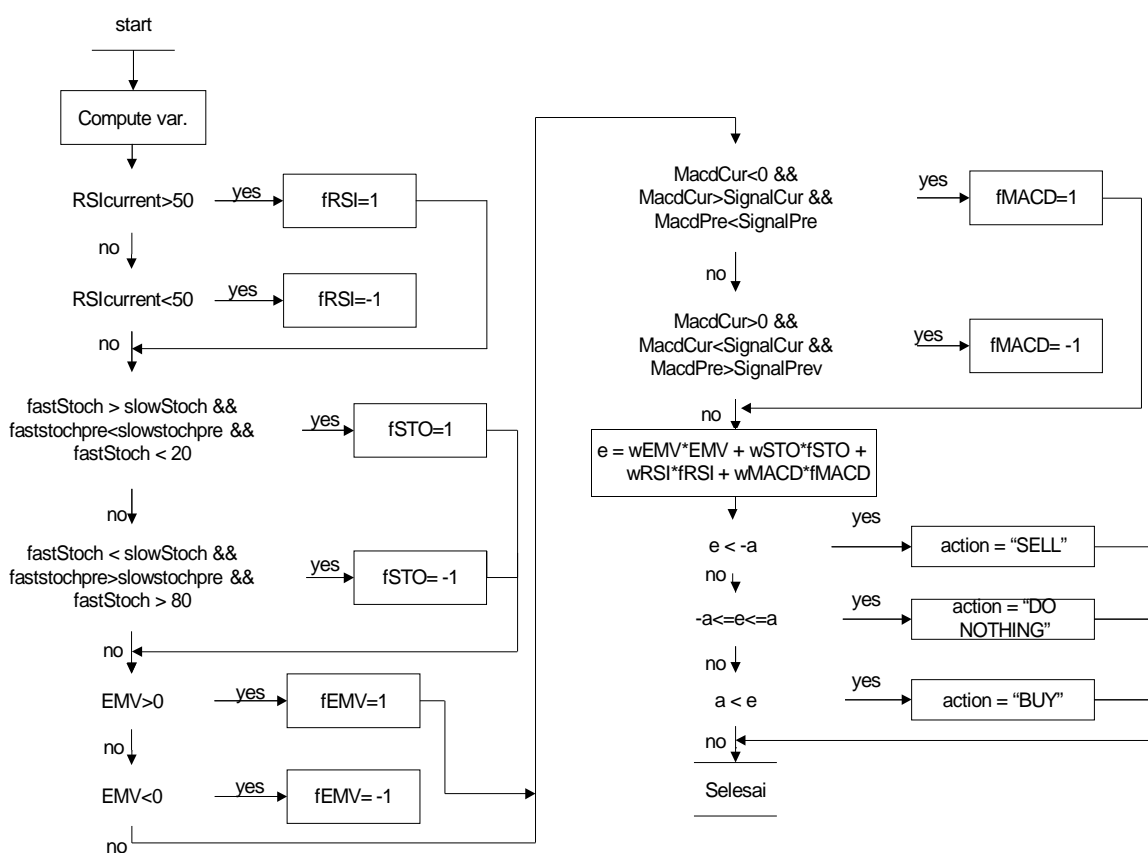 start
Compute var.
RSIcurrent>50
yes
fRSI=1
no
RSIcurrent<50
yes
fRSI=-1
no
fastStoch > slowStoch &&
faststochpre<slowstochpre &&
fastStoch < 20
yes
fSTO=1
no
fastStoch < slowStoch &&
faststochpre>slowstochpre &&
fastStoch > 80
yes
fSTO= -1
no
EMV>0
yes
fEMV=1
no
EMV<0
yes
fEMV= -1
no
MacdCur<0 &&
MacdCur>SignalCur &&
MacdPre<SignalPre
yes
fMACD=1
no
MacdCur>0 &&
MacdCur<SignalCur &&
MacdPre>SignalPrev
yes
fMACD= -1
no
e = wEMV*EMV + wSTO*fSTO +
wRSI*fRSI + wMACD*fMACD
e < -a
yes
action = “SELL”
no
-a<=e<=a
yes
action = “DO
NOTHING”
no
a < e
yes
action = “BUY”
no
Selesai